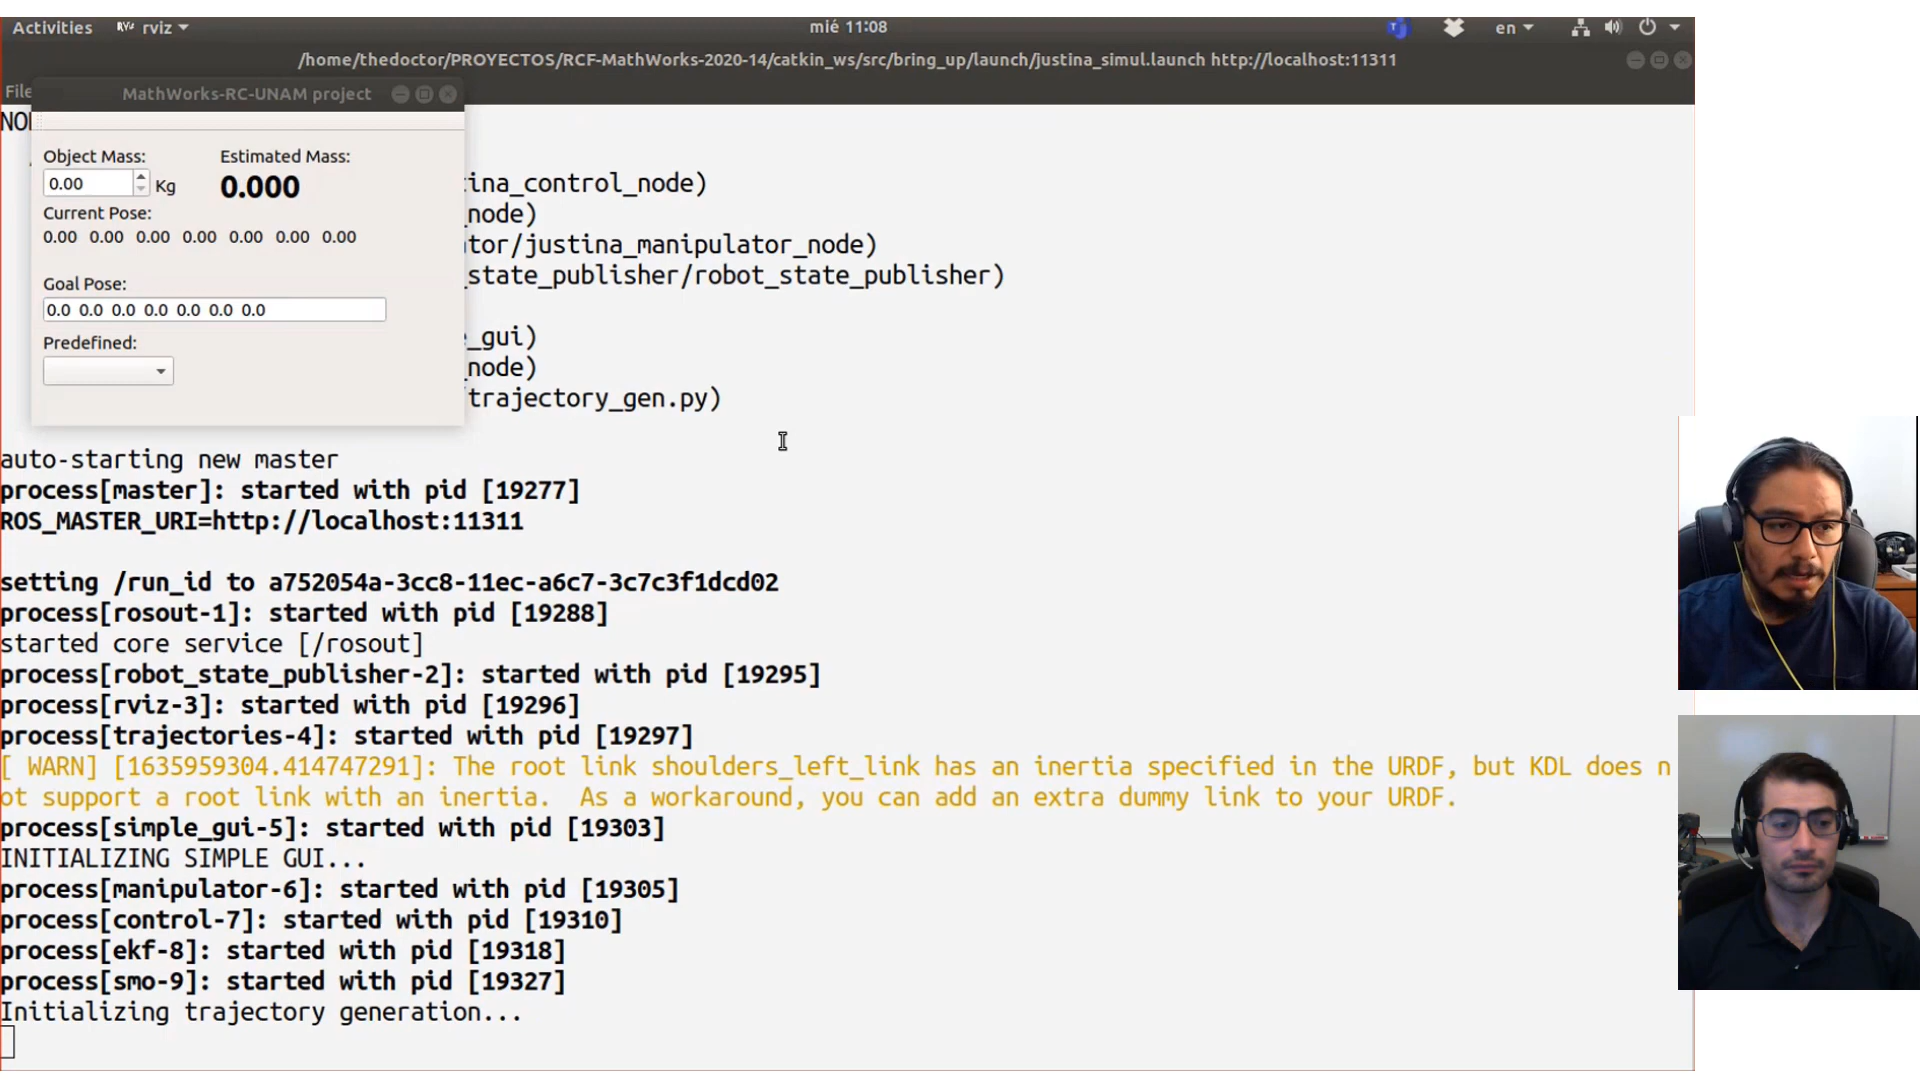 Activities rviz mié 11:08 en
/home/thedoctor/PROYECTOS/RCF-MathWorks-2020-14/catkin_ws/src/bring_up/launch/justina_simul.launch http://localhost:11311
File
MathWorks-RC-UNAM project
Object Mass: Estimated Mass:
0.00 Kg 0.000
Current Pose:
0.00 0.00 0.00 0.00 0.00 0.00 0.00
Goal Pose:
0.0 0.0 0.0 0.0 0.0 0.0 0.0
Predefined:
tina_control_node)
_node)
tor/justina_manipulator_node)
_state_publisher/robot_state_publisher)
e_gui)
_node)
/trajectory_gen.py)
auto-starting new master
process[master]: started with pid [19277]
ROS_MASTER_URI=http://localhost:11311
setting /run_id to a752054a-3cc8-11ec-a6c7-3c7c3f1dcd02
process[rosout-1]: started with pid [19288]
started core service [/rosout]
process[robot_state_publisher-2]: started with pid [19295]
process[rviz-3]: started with pid [19296]
process[trajectories-4]: started with pid [19297]
[ WARN] [1635959304.414747291]: The root link shoulders_left_link has an inertia specified in the URDF, but KDL does n
ot support a root link with an inertia.  As a workaround, you can add an extra dummy link to your URDF.
process[simple_gui-5]: started with pid [19303]
INITIALIZING SIMPLE GUI...
process[manipulator-6]: started with pid [19305]
process[control-7]: started with pid [19310]
process[ekf-8]: started with pid [19318]
process[smo-9]: started with pid [19327]
Initializing trajectory generation...